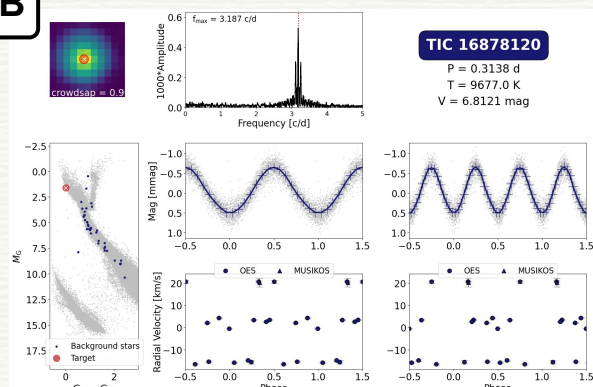 B
crowdsap = 0.9
f_max = 3.187 c/d
1000*Amplitude
0.6
0.4
0.2
0.0
0 1 2 3 4 5
Frequency [c/d]
TIC 16878120
P = 0.3138 d
T = 9677.0 K
V = 6.8121 mag
M_G
−2.5
0.0
2.5
5.0
7.5
10.0
12.5
15.0
17.5
Background stars
Target
0 2
Mag [mmag]
−1.0
−0.5
0.0
0.5
1.0
−0.5 0.0 0.5 1.0 1.5
−1.0
−0.5
0.0
0.5
1.0
−0.5 0.0 0.5 1.0 1.5
OES MUSIKOS
Radial Velocity [km/s]
20
10
0
−10
−0.5 0.0 0.5 1.0 1.5
OES MUSIKOS
20
10
0
−10
−0.5 0.0 0.5 1.0 1.5